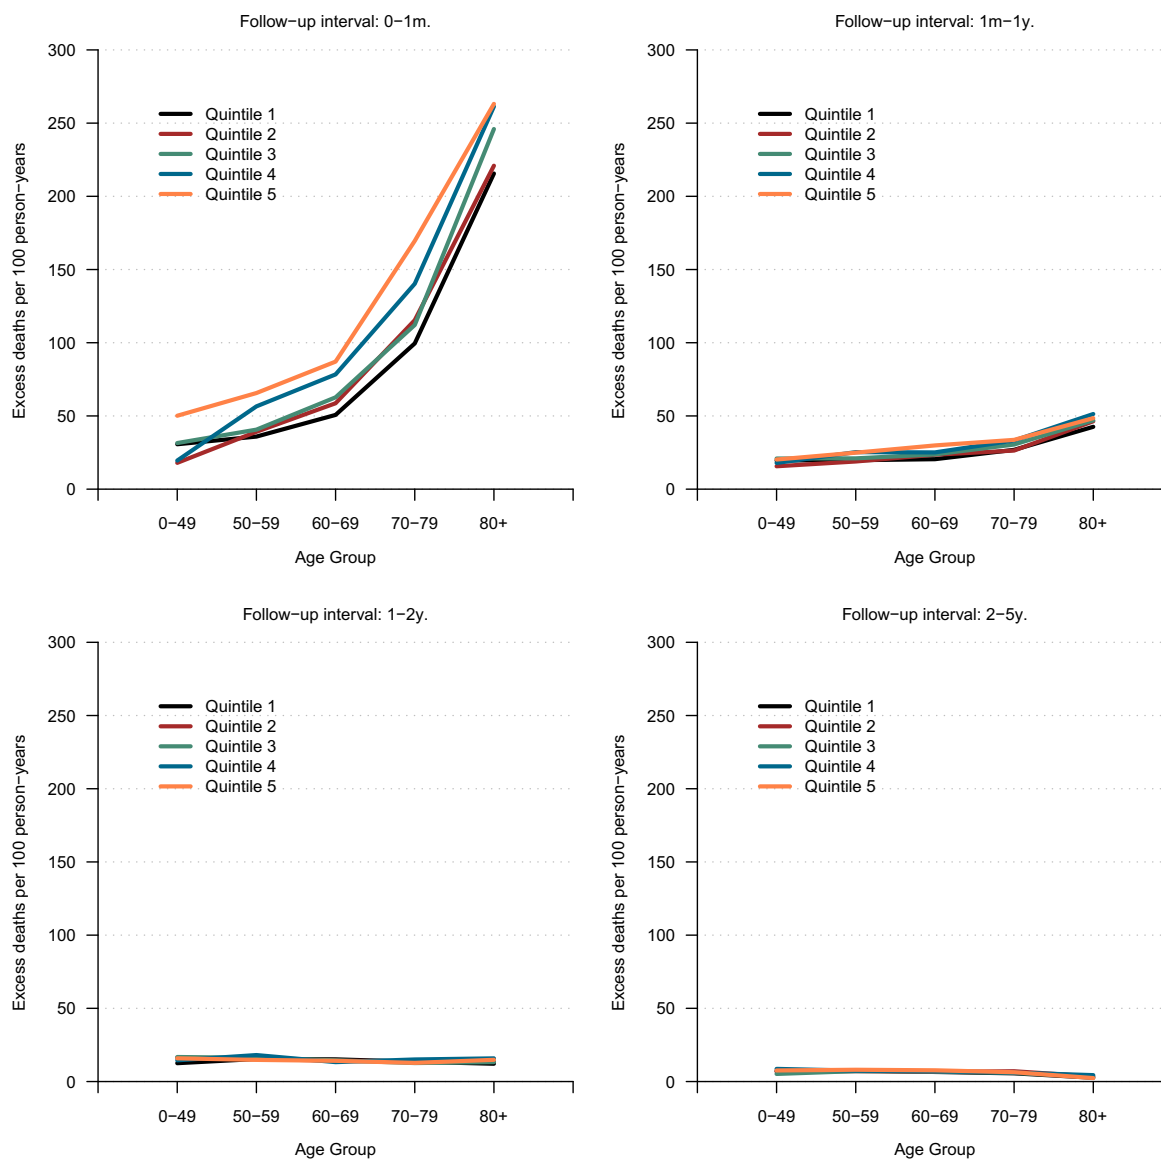 Follow−up interval: 0−1m.
Excess deaths per 100 person−years
300
250
200
150
100
50
0
Quintile 1
Quintile 2
Quintile 3
Quintile 4
Quintile 5
0−49 50−59 60−69 70−79 80+
Age Group
Follow−up interval: 1m−1y.
Excess deaths per 100 person−years
300
250
200
150
100
50
0
Quintile 1
Quintile 2
Quintile 3
Quintile 4
Quintile 5
0−49 50−59 60−69 70−79 80+
Age Group
Follow−up interval: 1−2y.
Excess deaths per 100 person−years
300
250
200
150
100
50
0
Quintile 1
Quintile 2
Quintile 3
Quintile 4
Quintile 5
0−49 50−59 60−69 70−79 80+
Age Group
Follow−up interval: 2−5y.
Excess deaths per 100 person−years
300
250
200
150
100
50
0
Quintile 1
Quintile 2
Quintile 3
Quintile 4
Quintile 5
0−49 50−59 60−69 70−79 80+
Age Group